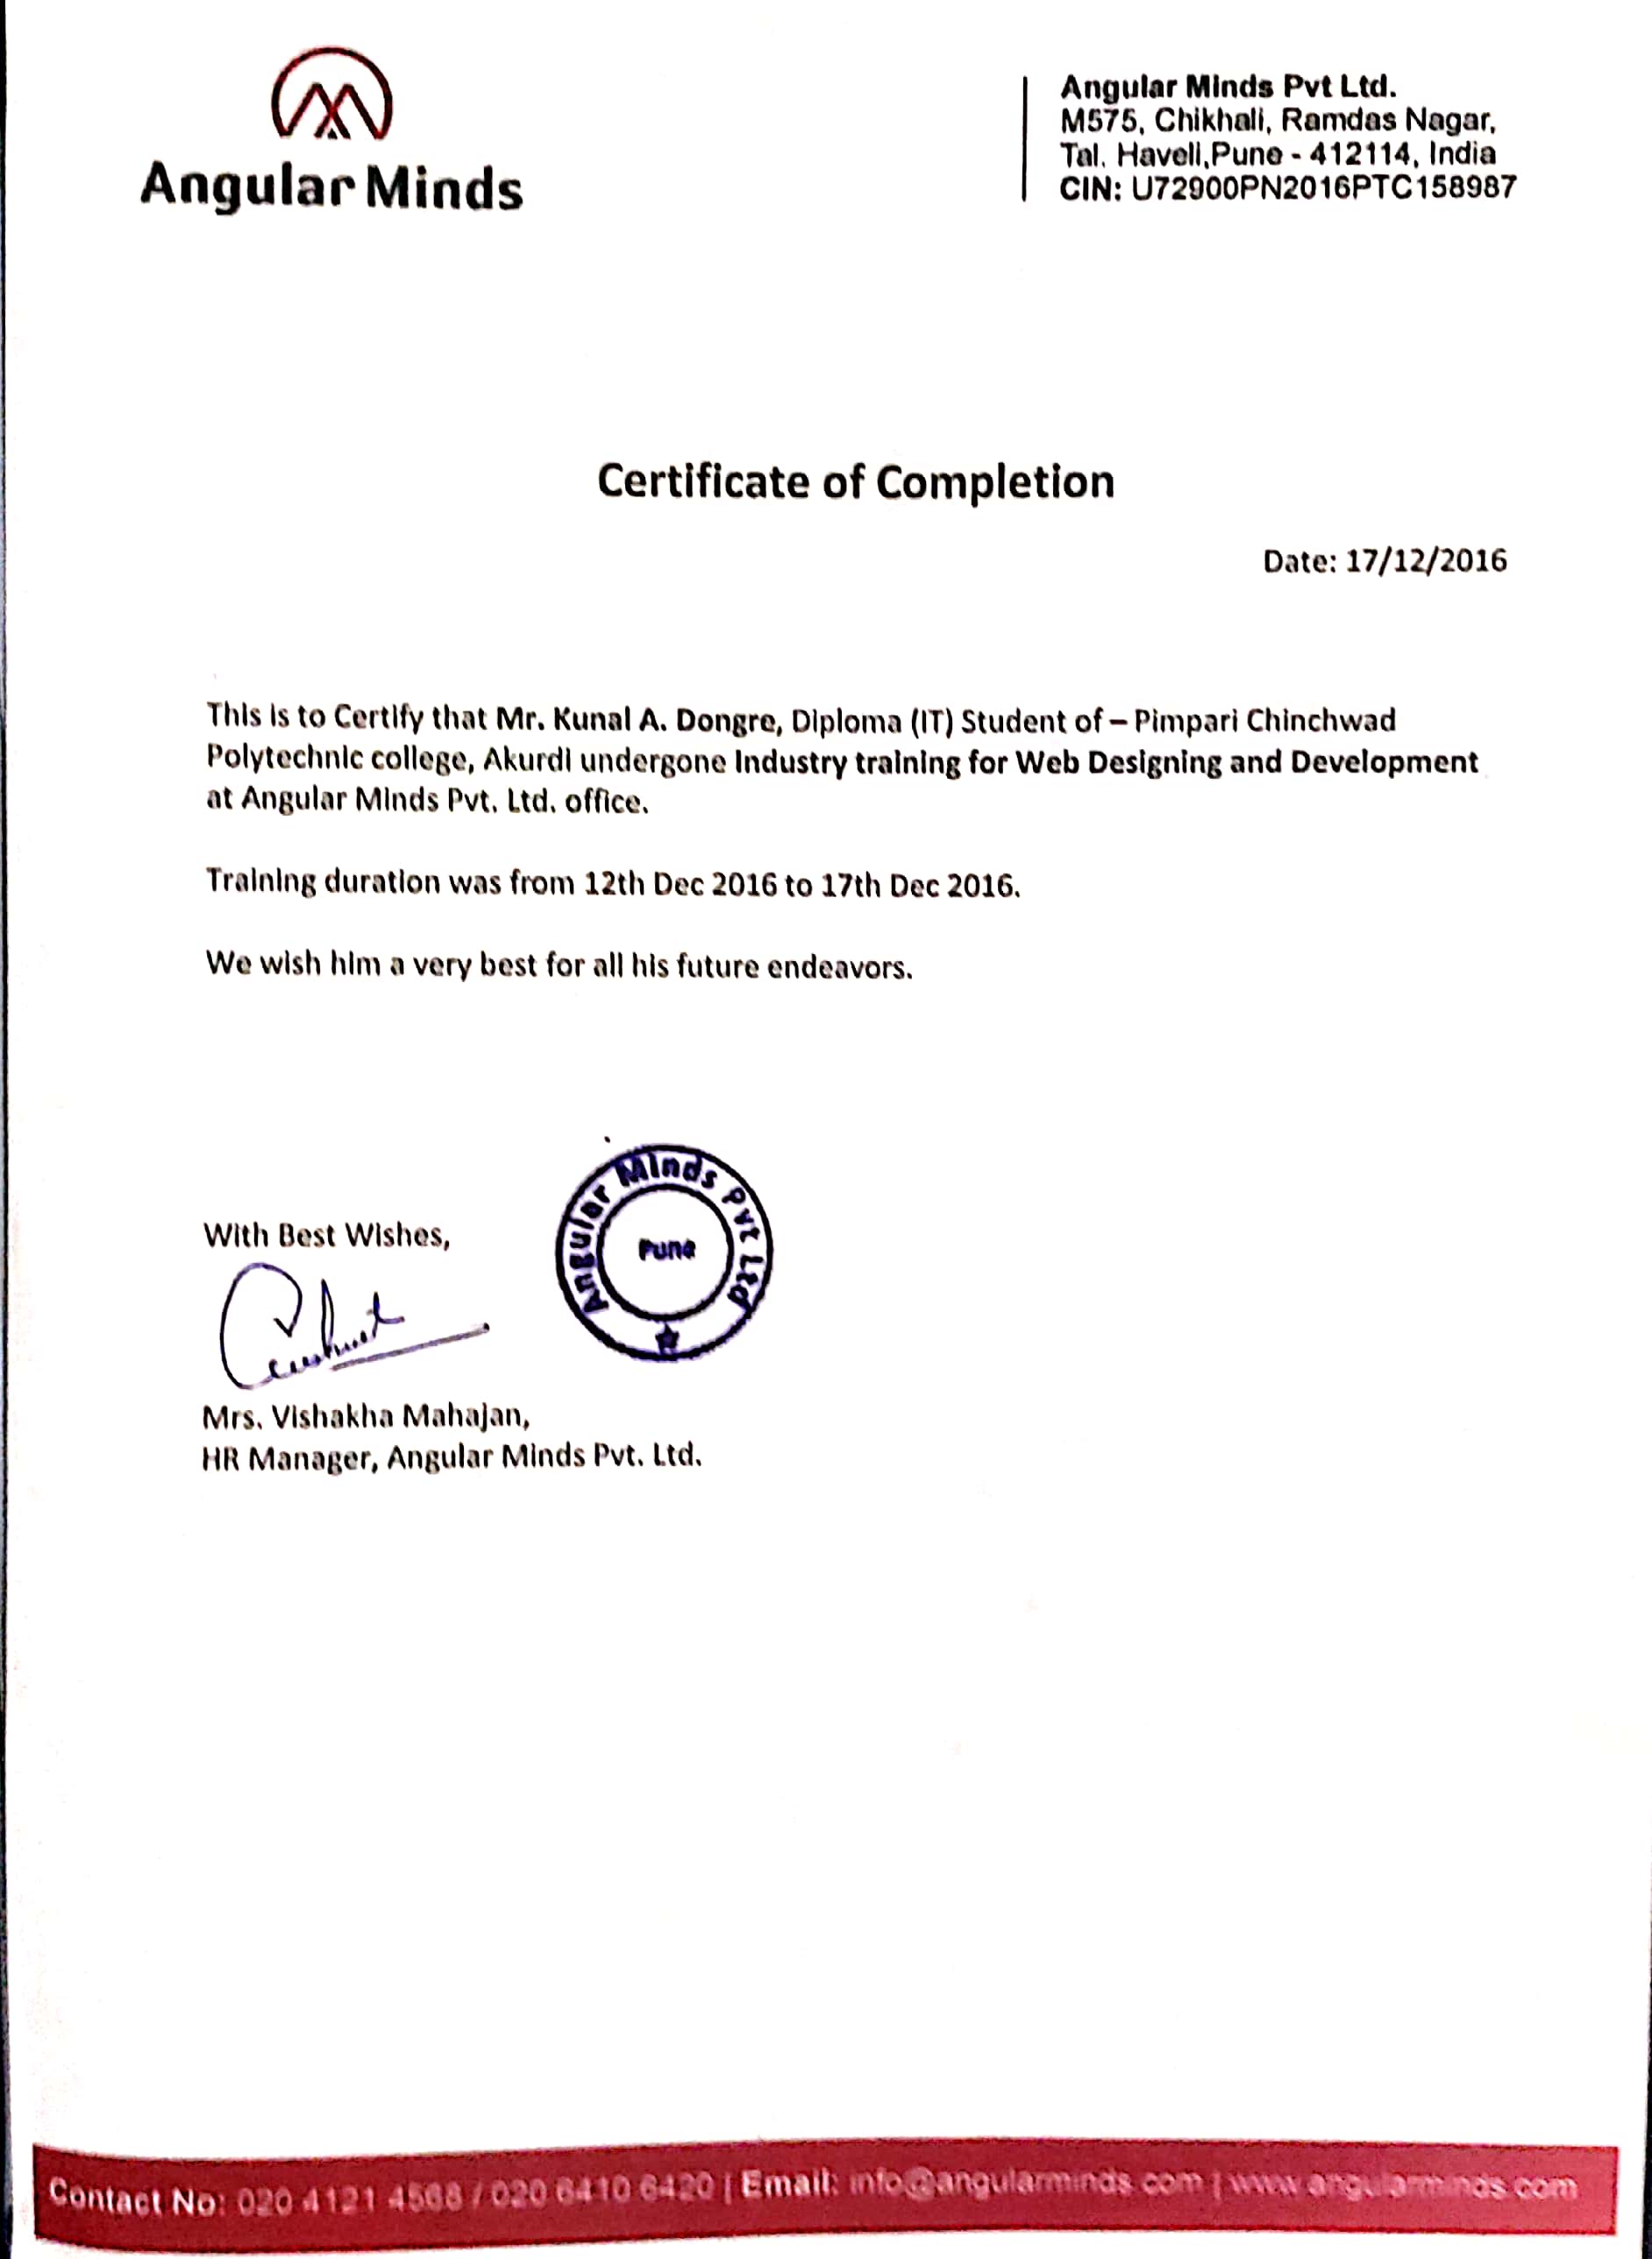 Angular Minds
Angular Minds Pvt Ltd.
M575, Chikhali, Ramdas Nagar,
Tal. Haveli,Pune - 412114, India
CIN: U72900PN2016PTC158987
Certificate of Completion
Date: 17/12/2016
This is to Certify that Mr. Kunal A. Dongre, Diploma (IT) Student of – Pimpari Chinchwad
Polytechnic college, Akurdi undergone Industry training for Web Designing and Development
at Angular Minds Pvt. Ltd. office.
Training duration was from 12th Dec 2016 to 17th Dec 2016.
We wish him a very best for all his future endeavors.
Angular Minds Pvt Ltd
Pune
With Best Wishes,
Mrs. Vishakha Mahajan,
HR Manager, Angular Minds Pvt. Ltd.
Contact No: 020 4121 4568 / 020 6410 6420 | Email: info@angularminds.com | www.angularminds.com